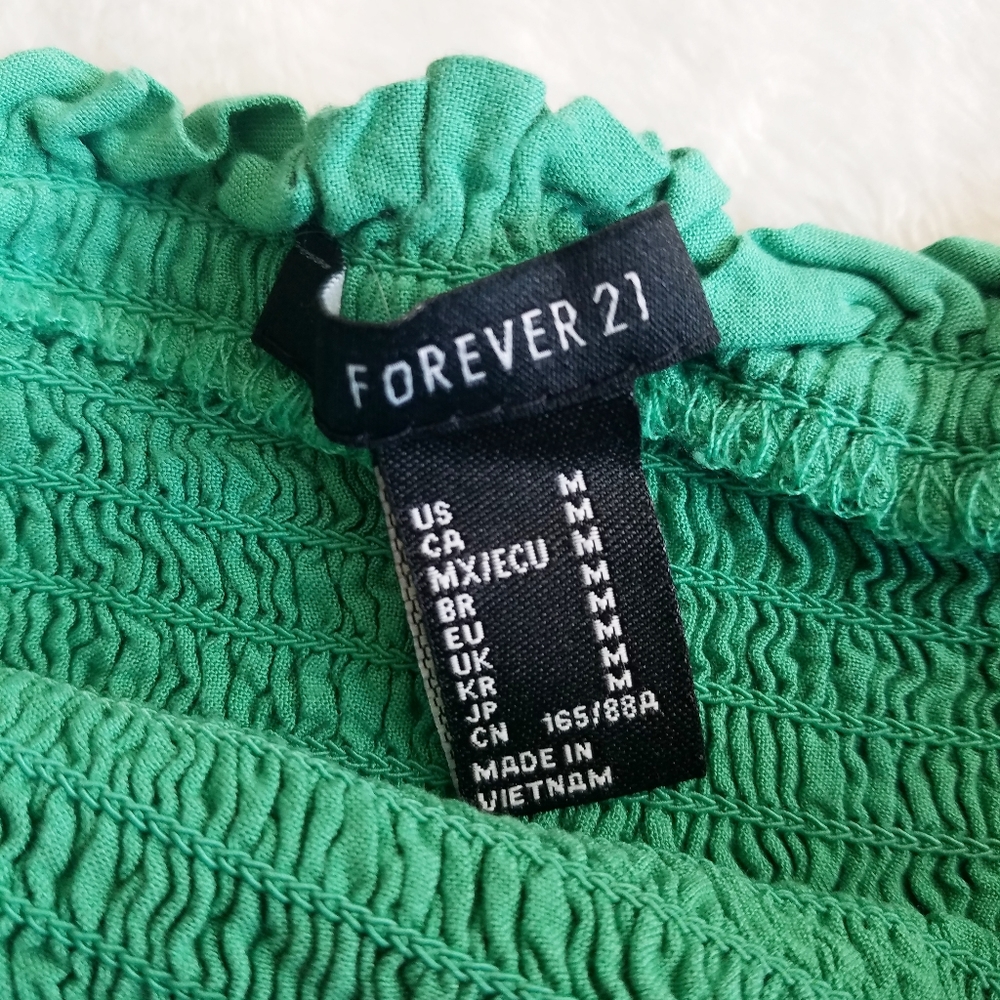 FOREVER 21
US M
CA M
MX/ECU M
BR M
EU M
UK M
KR M
JP M
CN 165/88A
MADE IN
VIETNAM